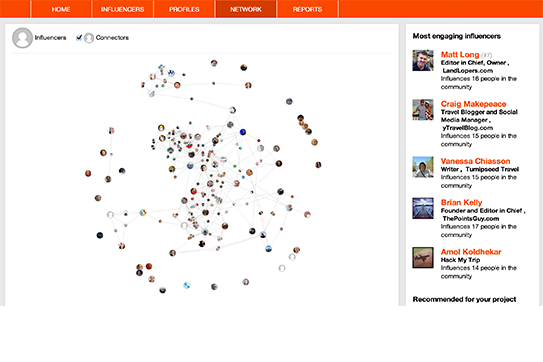 HOME INFLUENCERS PROFILES NETWORK REPORTS
Influencers Connectors
Most engaging influencers
Matt Long (#7)
Editor in Chief, Owner ,
LandLopers.com
Influences 16 people in the
community
Craig Makepeace
Travel Blogger and Social
Media Manager ,
yTravelBlog.com
Influences 15 people in the
community
Vanessa Chiasson
Writer , Turnipseed Travel
Influences 15 people in the
community
Brian Kelly
Founder and Editor in Chief ,
ThePointsGuy.com
Influences 17 people in the
community
Amol Koldhekar
Hack My Trip
Influences 14 people in the
community
Recommended for your project